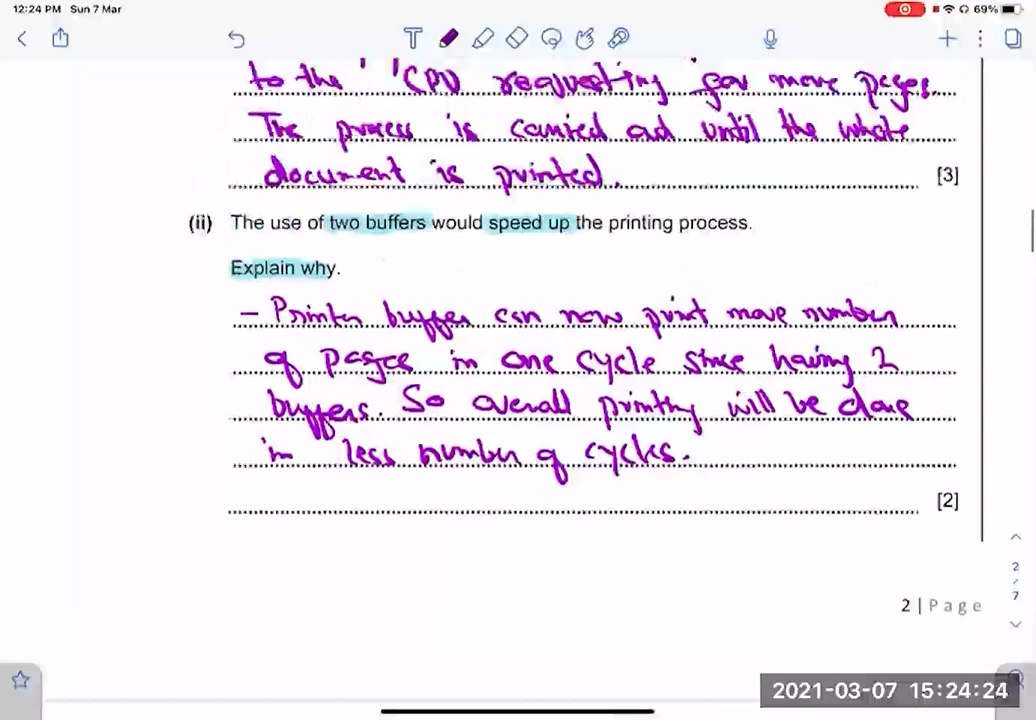 12:24 PM Sun 7 Mar 69%
to the CPU requesting for more pages.
The process is carried out until the whole
document is printed. [3]
(ii) The use of two buffers would speed up the printing process.
Explain why.
- Printer buffer can now print more number
of pages in one cycle since having 2
buffers. So overall printing will be done
in less number of cycles.
[2]
2
/
7
2 | Page
2021-03-07 15:24:24